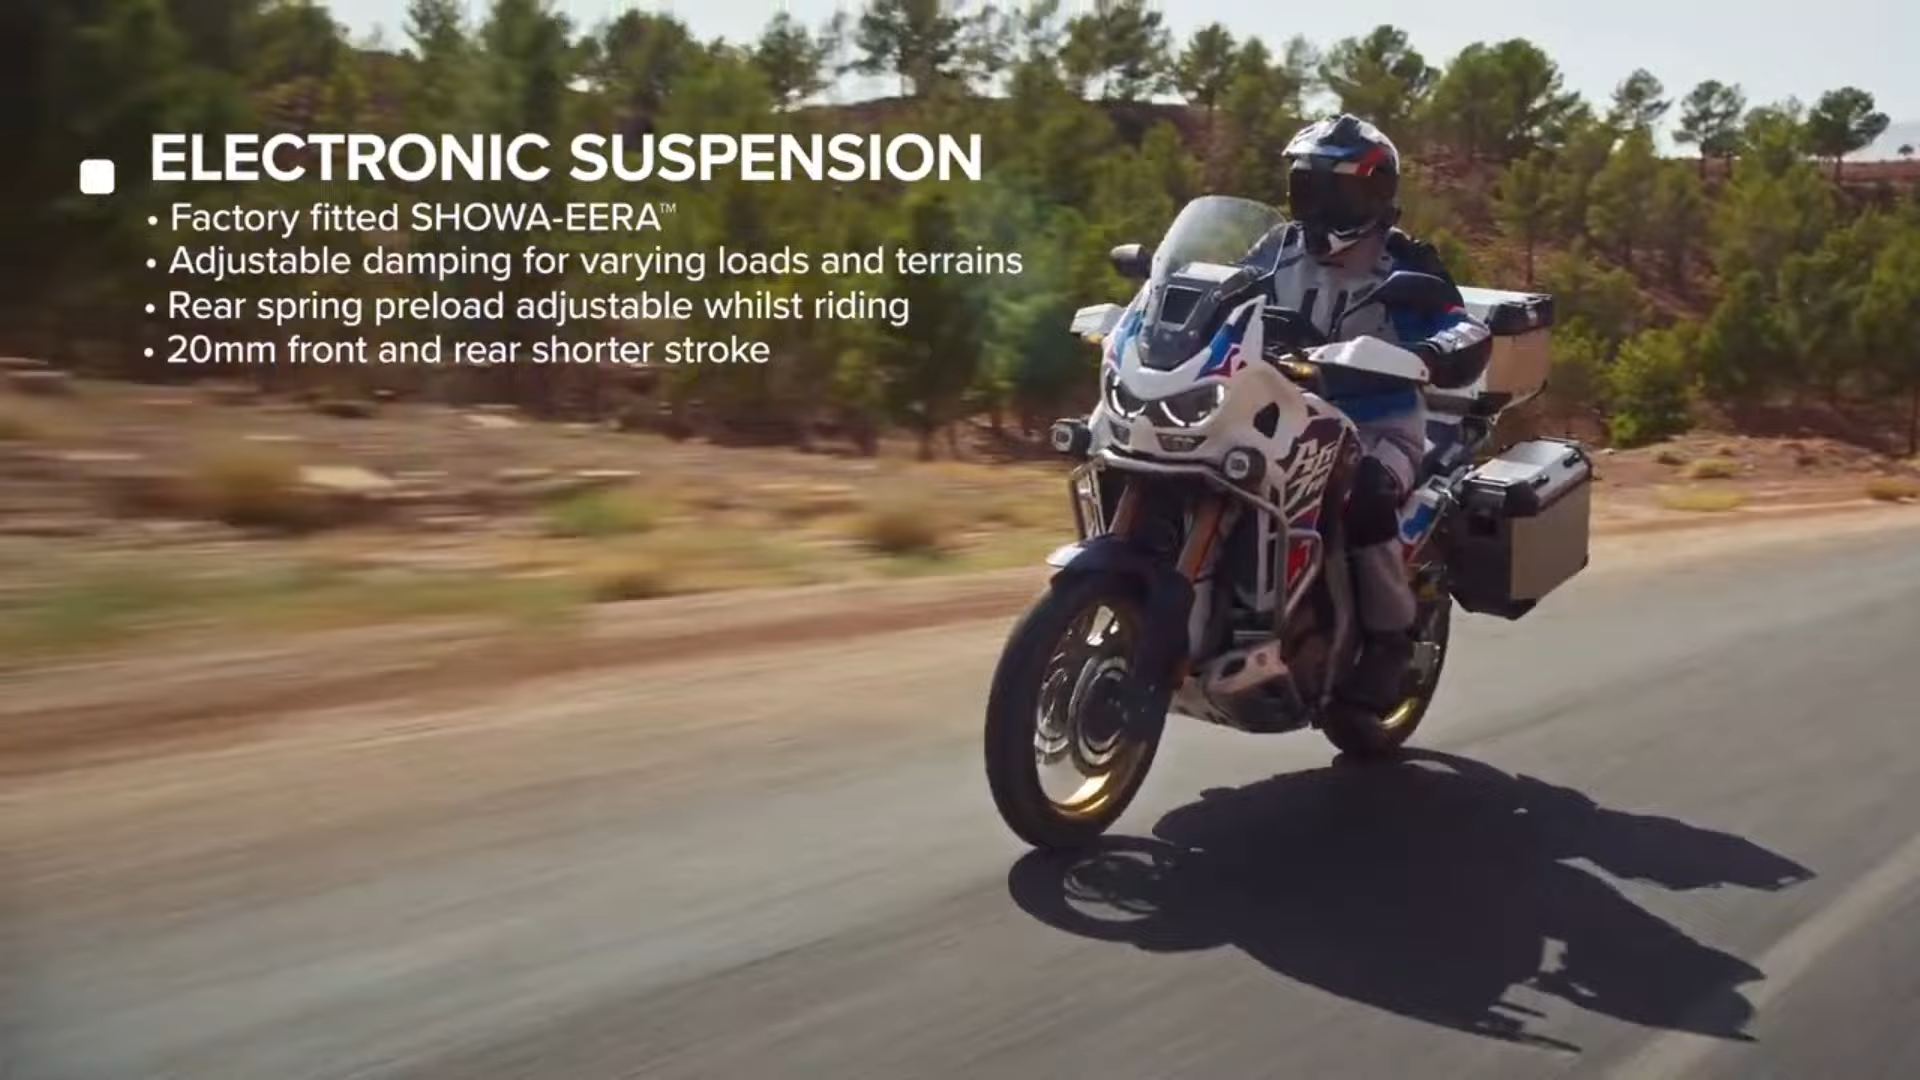 ELECTRONIC SUSPENSION
• Factory fitted SHOWA-EERA™
• Adjustable damping for varying loads and terrains
• Rear spring preload adjustable whilst riding
• 20mm front and rear shorter stroke